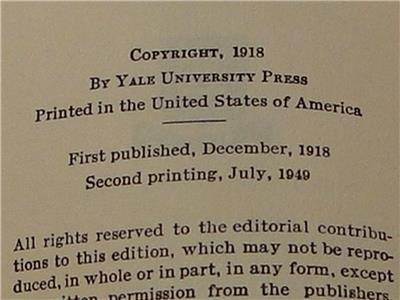 COPYRIGHT, 1918
BY YALE UNIVERSITY PRESS
Printed in the United States of America
First published, December, 1918
Second printing, July, 1949
All rights reserved to the editorial contribu-
tions to this edition, which may not be repro-
duced, in whole or in part, in any form, except
permission from the publishers.